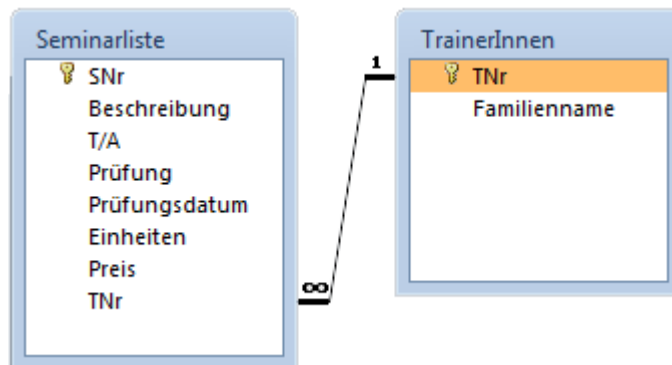 Seminarliste
SNr
Beschreibung
T/A
Prüfung
Prüfungsdatum
Einheiten
Preis
TNr
∞
1
TrainerInnen
TNr
Familienname